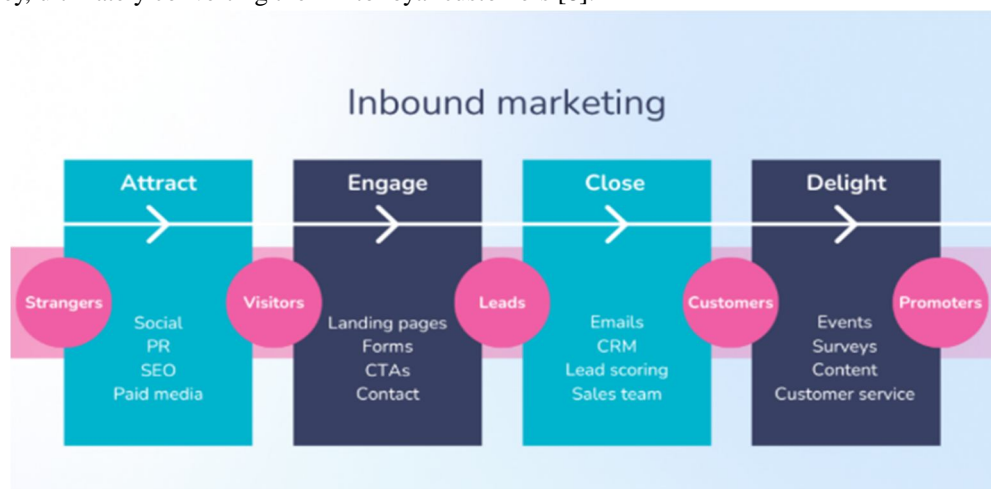 Inbound marketing
Attract
Engage
Close
Delight
Strangers
Visitors
Leads
Customers
Promoters
Social
PR
SEO
Paid media
Landing pages
Forms
CTAs
Contact
Emails
CRM
Lead scoring
Sales team
Events
Surveys
Content
Customer service